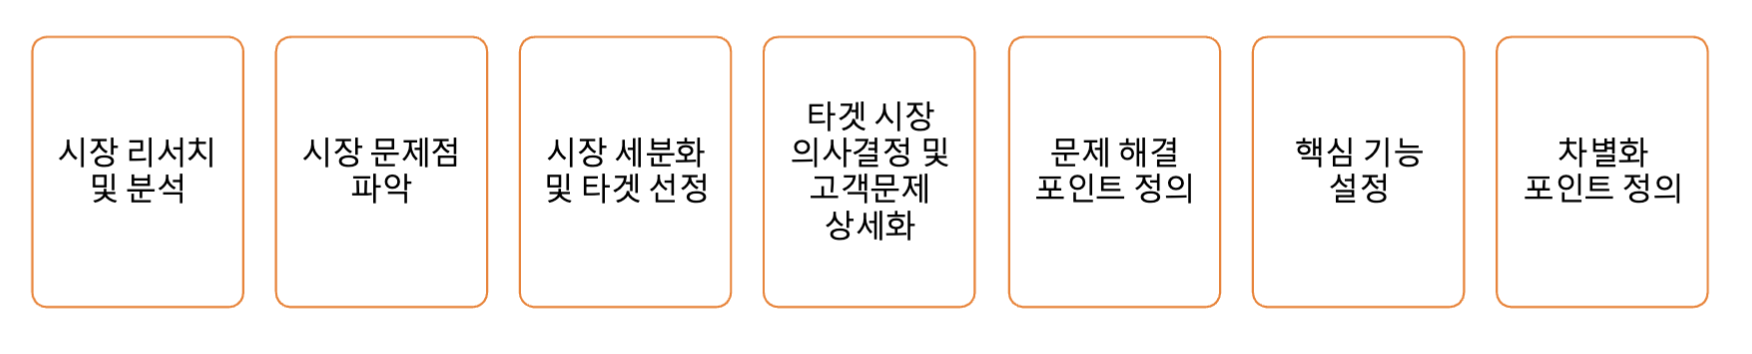 시장 리서치
및 분석
시장 문제점
파악
시장 세분화
및 타겟 선정
타겟 시장
의사결정 및
고객문제
상세화
문제 해결
포인트 정의
핵심 기능
설정
차별화
포인트 정의